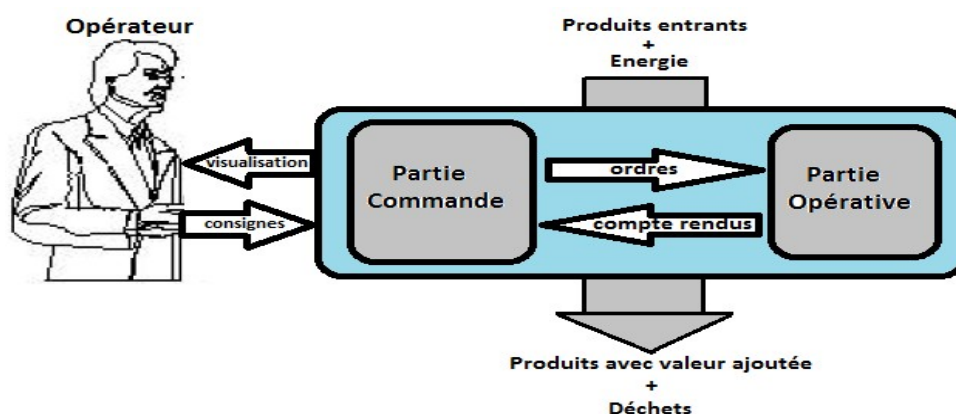 Opérateur
Produits entrants
+
Energie
visualisation
consignes
Partie
Commande
ordres
compte rendus
Partie
Opérative
Produits avec valeur ajoutée
+
Déchets